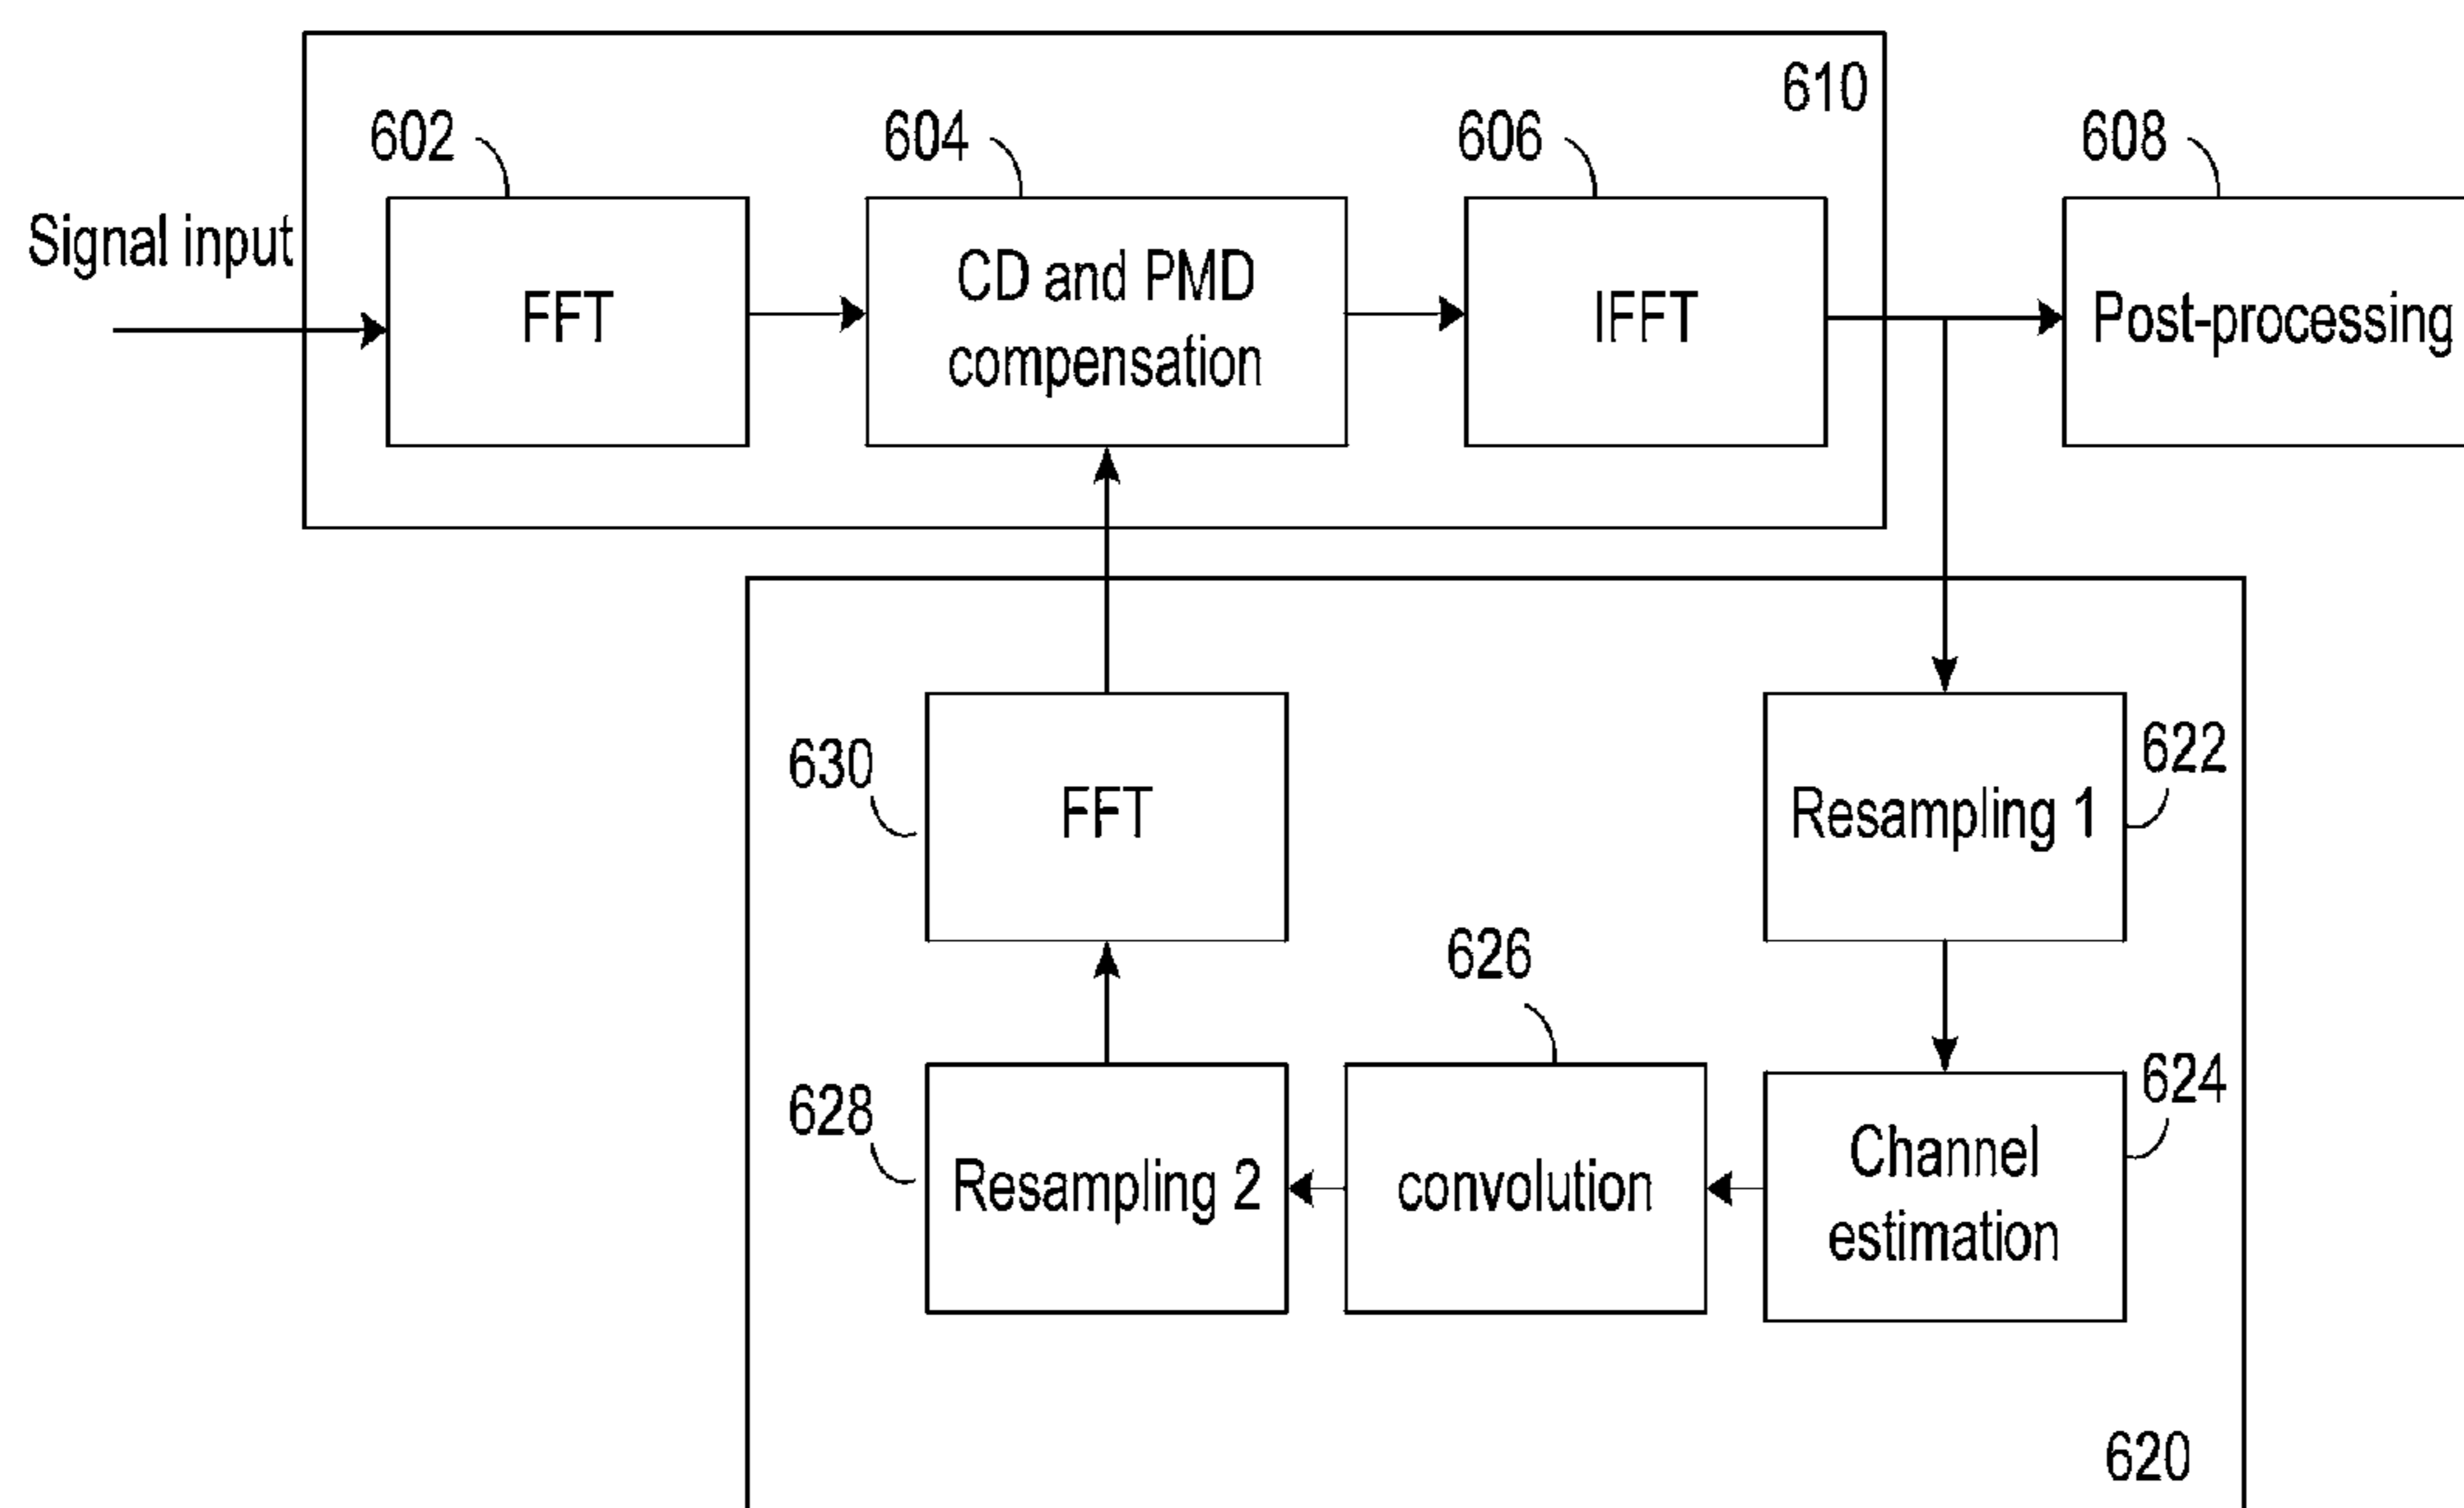 610
602
604
606
608
Signal input
FFT
CD and PMD
compensation
IFFT
Post-processing
630
FFT
622
Resampling 1
626
628
624
Resampling 2
convolution
Channel
estimation
620